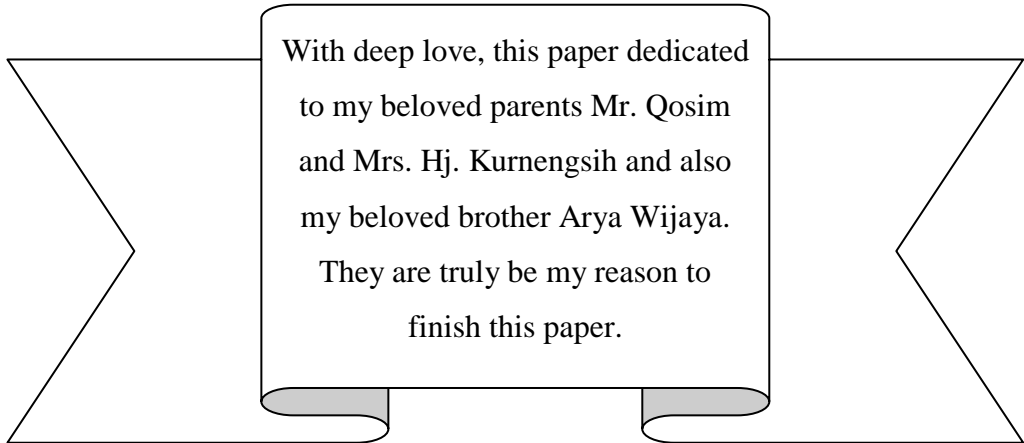 With deep love, this paper dedicated
to my beloved parents Mr. Qosim
and Mrs. Hj. Kurnengsih and also
my beloved brother Arya Wijaya.
They are truly be my reason to
finish this paper.